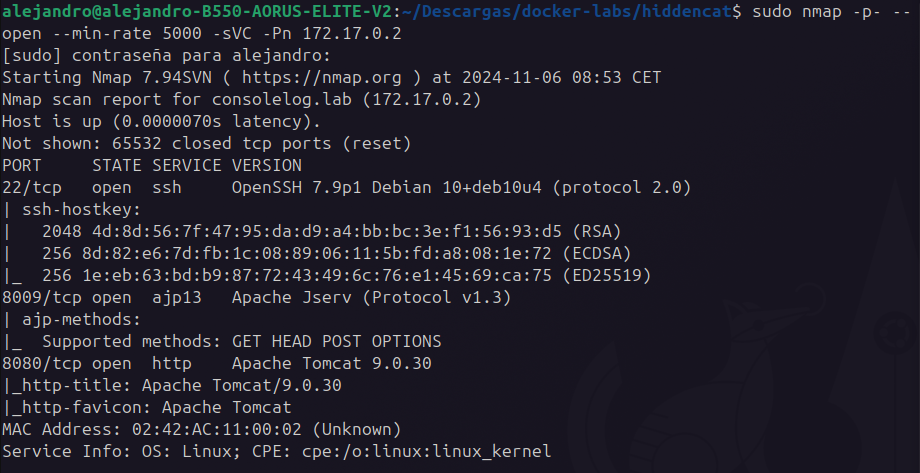 alejandro@alejandro-B550-AORUS-ELITE-V2:~/Descargas/docker-labs/hiddencat$ sudo nmap -p- --
open --min-rate 5000 -sVC -Pn 172.17.0.2
[sudo] contraseña para alejandro:
Starting Nmap 7.94SVN ( https://nmap.org ) at 2024-11-06 08:53 CET
Nmap scan report for consolelog.lab (172.17.0.2)
Host is up (0.0000070s latency).
Not shown: 65532 closed tcp ports (reset)
PORT     STATE SERVICE VERSION
22/tcp   open  ssh     OpenSSH 7.9p1 Debian 10+deb10u4 (protocol 2.0)
| ssh-hostkey:
|   2048 4d:8d:56:7f:47:95:da:d9:a4:bb:bc:3e:f1:56:93:d5 (RSA)
|   256 8d:82:e6:7d:fb:1c:08:89:06:11:5b:fd:a8:08:1e:72 (ECDSA)
|_  256 1e:eb:63:bd:b9:87:72:43:49:6c:76:e1:45:69:ca:75 (ED25519)
8009/tcp open  ajp13   Apache Jserv (Protocol v1.3)
| ajp-methods:
|_  Supported methods: GET HEAD POST OPTIONS
8080/tcp open  http    Apache Tomcat 9.0.30
|_http-title: Apache Tomcat/9.0.30
|_http-favicon: Apache Tomcat
MAC Address: 02:42:AC:11:00:02 (Unknown)
Service Info: OS: Linux; CPE: cpe:/o:linux:linux_kernel